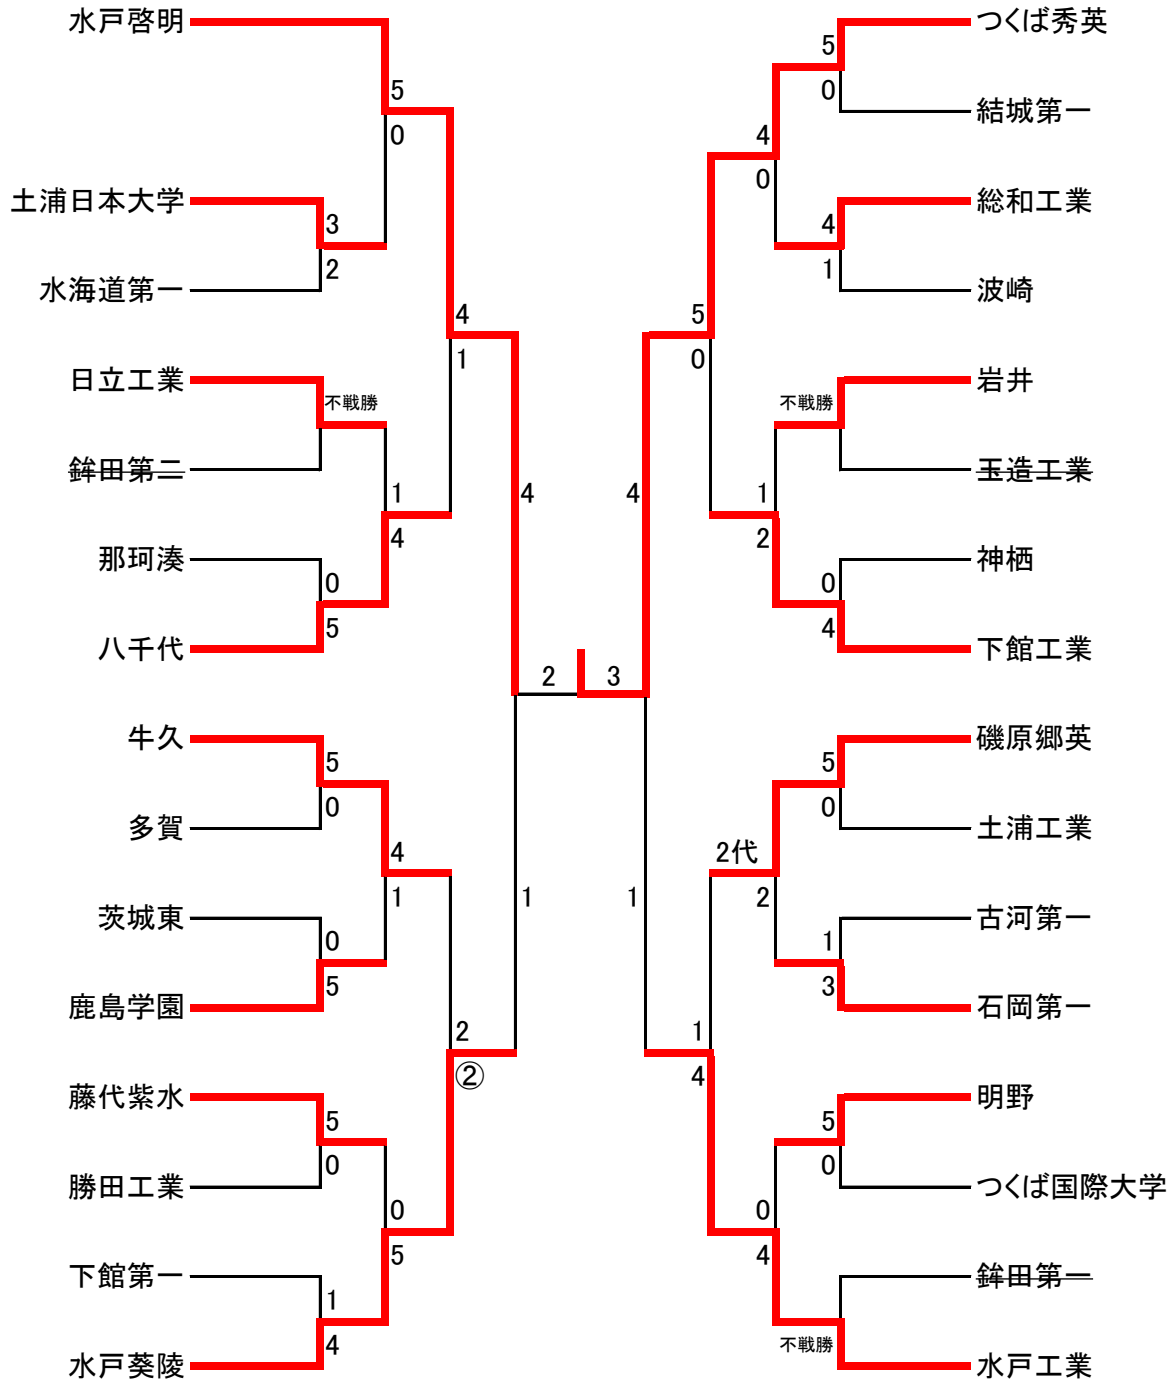 水戸啓明
つくば秀英
5
5
0
0
結城第一
4
0
土浦日本大学
総和工業
3
4
2
1
水海道第一
波崎
4
5
1
0
日立工業
岩井
不戦勝
不戦勝
鉾田第二
玉造工業
1
4
4
1
4
2
那珂湊
神栖
0
0
5
4
八千代
下館工業
2
3
牛久
磯原郷英
5
5
0
0
多賀
土浦工業
4
2代
1
1
1
2
茨城東
古河第一
0
1
5
3
鹿島学園
石岡第一
2
1
②
4
藤代紫水
明野
5
5
0
0
勝田工業
つくば国際大学
0
0
5
4
下館第一
鉾田第一
1
4
不戦勝
水戸葵陵
水戸工業